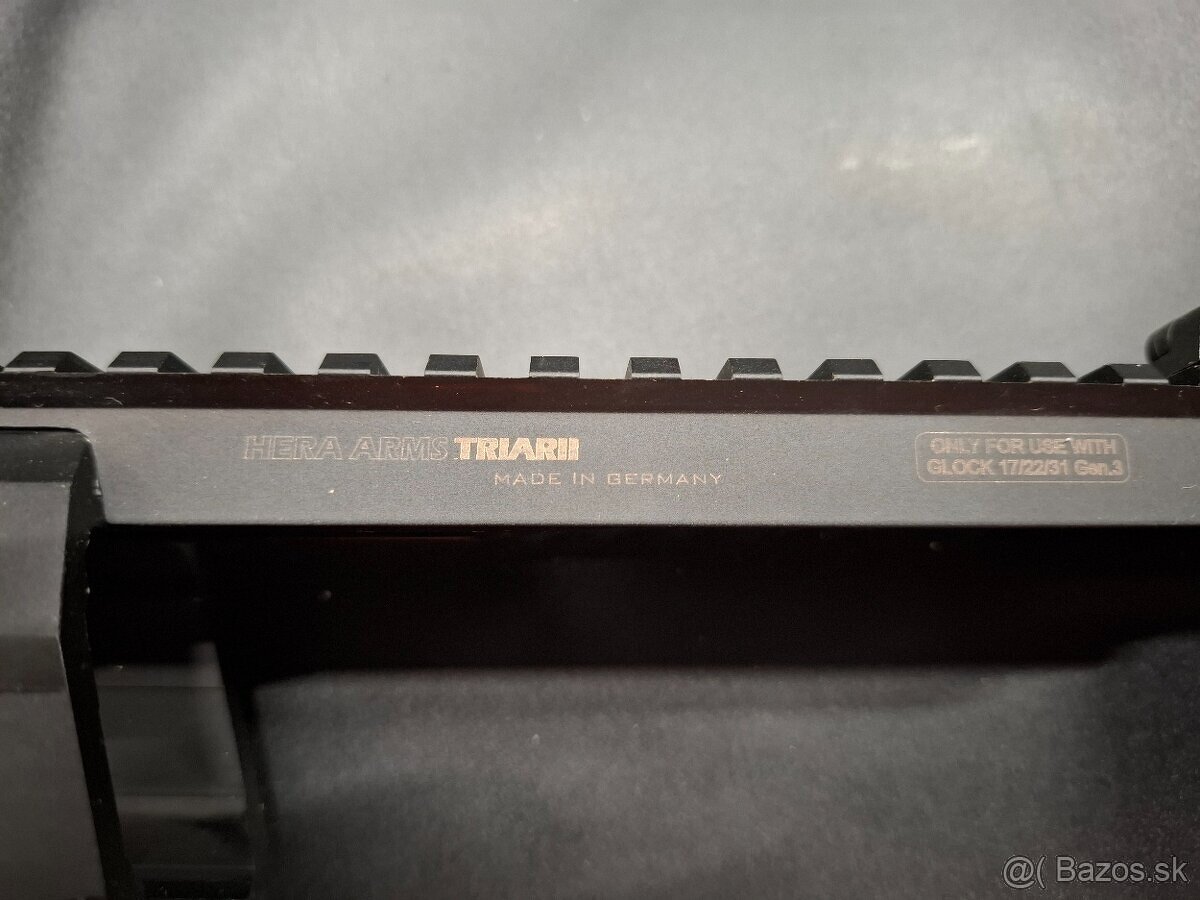 HERA ARMS TRIARII
MADE IN GERMANY
ONLY FOR USE WITH
GLOCK 17/22/31 Gen.3
@( Bazos.sk